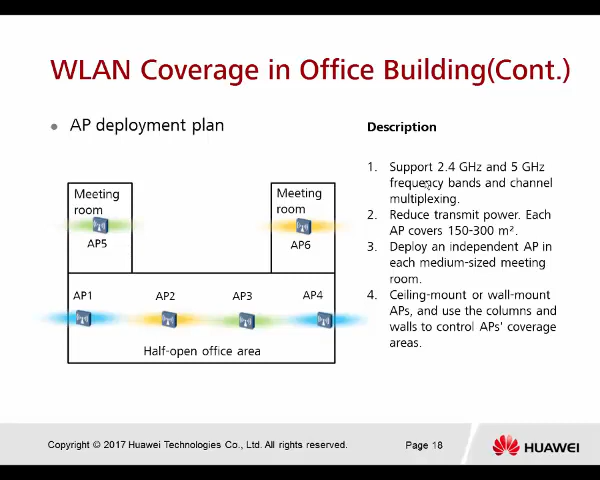 WLAN Coverage in Office Building(Cont.)
● AP deployment plan
Meeting
room
AP5
Meeting
room
AP6
AP1
AP2
AP3
AP4
Half-open office area
Description
1. Support 2.4 GHz and 5 GHz
frequency bands and channel
multiplexing.
2. Reduce transmit power. Each
AP covers 150-300 m².
3. Deploy an independent AP in
each medium-sized meeting
room.
4. Ceiling-mount or wall-mount
APs, and use the columns and
walls to control APs' coverage
areas.
Copyright © 2017 Huawei Technologies Co., Ltd. All rights reserved.
Page 18
HUAWEI